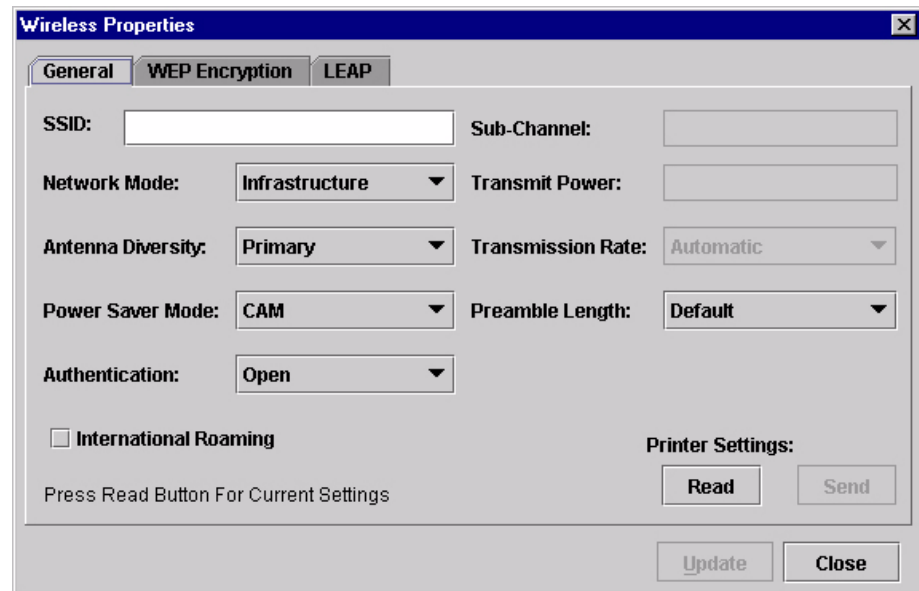 Wireless Properties
General WEP Encryption LEAP
SSID: Sub-Channel:
Network Mode: Infrastructure Transmit Power:
Antenna Diversity: Primary Transmission Rate: Automatic
Power Saver Mode: CAM Preamble Length: Default
Authentication: Open
International Roaming
Printer Settings:
Press Read Button For Current Settings Read Send
Update Close